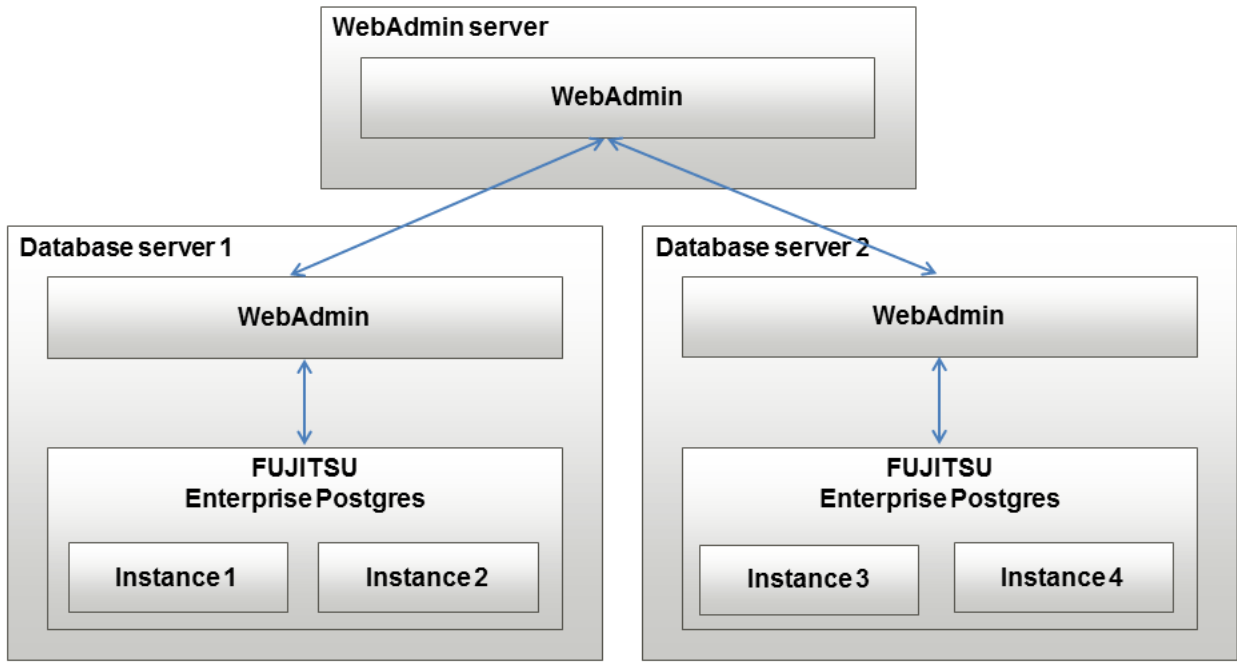 WebAdmin server
WebAdmin
Database server 1
WebAdmin
FUJITSU
Enterprise Postgres
Instance 1
Instance 2
Database server 2
WebAdmin
FUJITSU
Enterprise Postgres
Instance 3
Instance 4